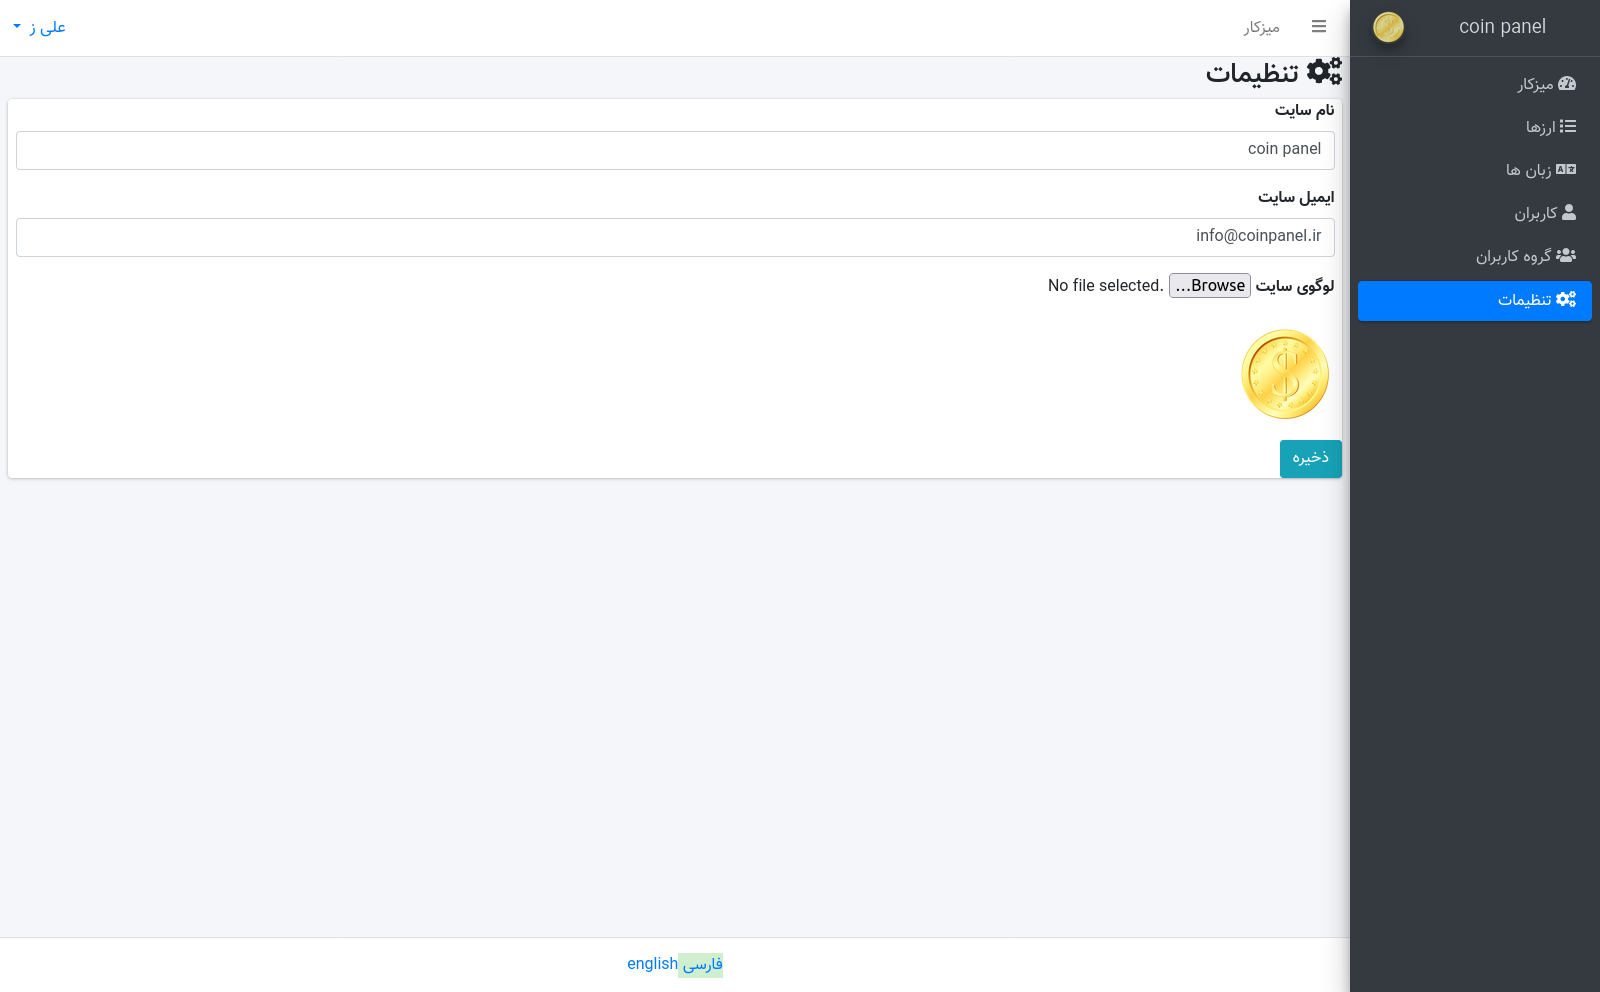 coin panel
میزکار
ارزها
زبان ها
کاربران
گروه کاربران
تنظیمات
میزکار
علی ز
تنظیمات
نام سایت
coin panel
ایمیل سایت
info@coinpanel.ir
لوگوی سایت Browse... No file selected.
ذخیره
فارسی english